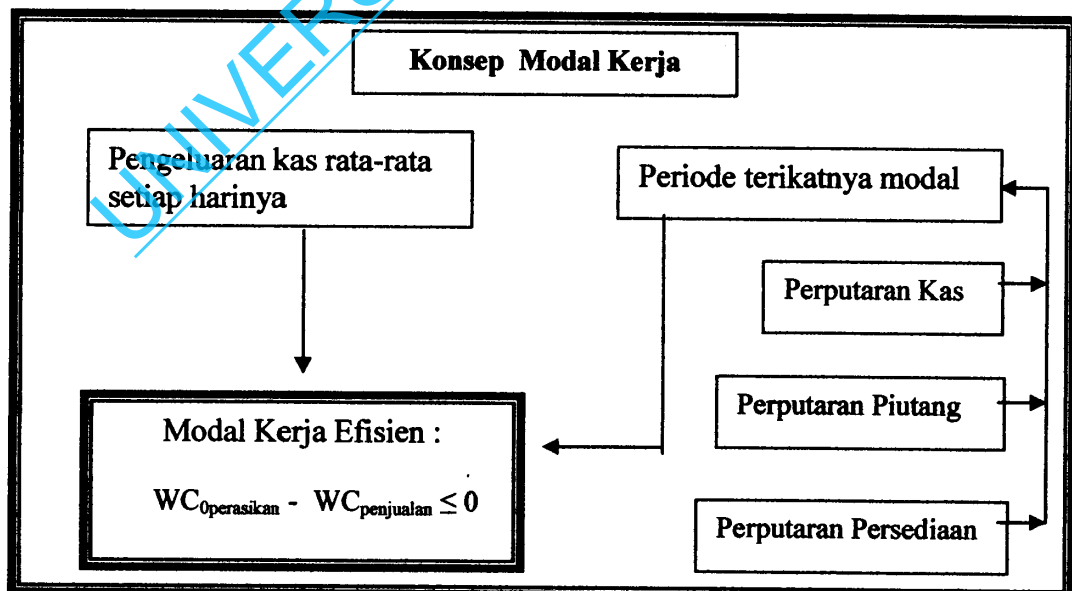 Konsep Modal Kerja
Pengeluaran kas rata-rata
setiap harinya
Periode terikatnya modal
Perputaran Kas
Perputaran Piutang
Perputaran Persediaan
Modal Kerja Efisien :
WC0perasikan - WCpenjualan ≤ 0